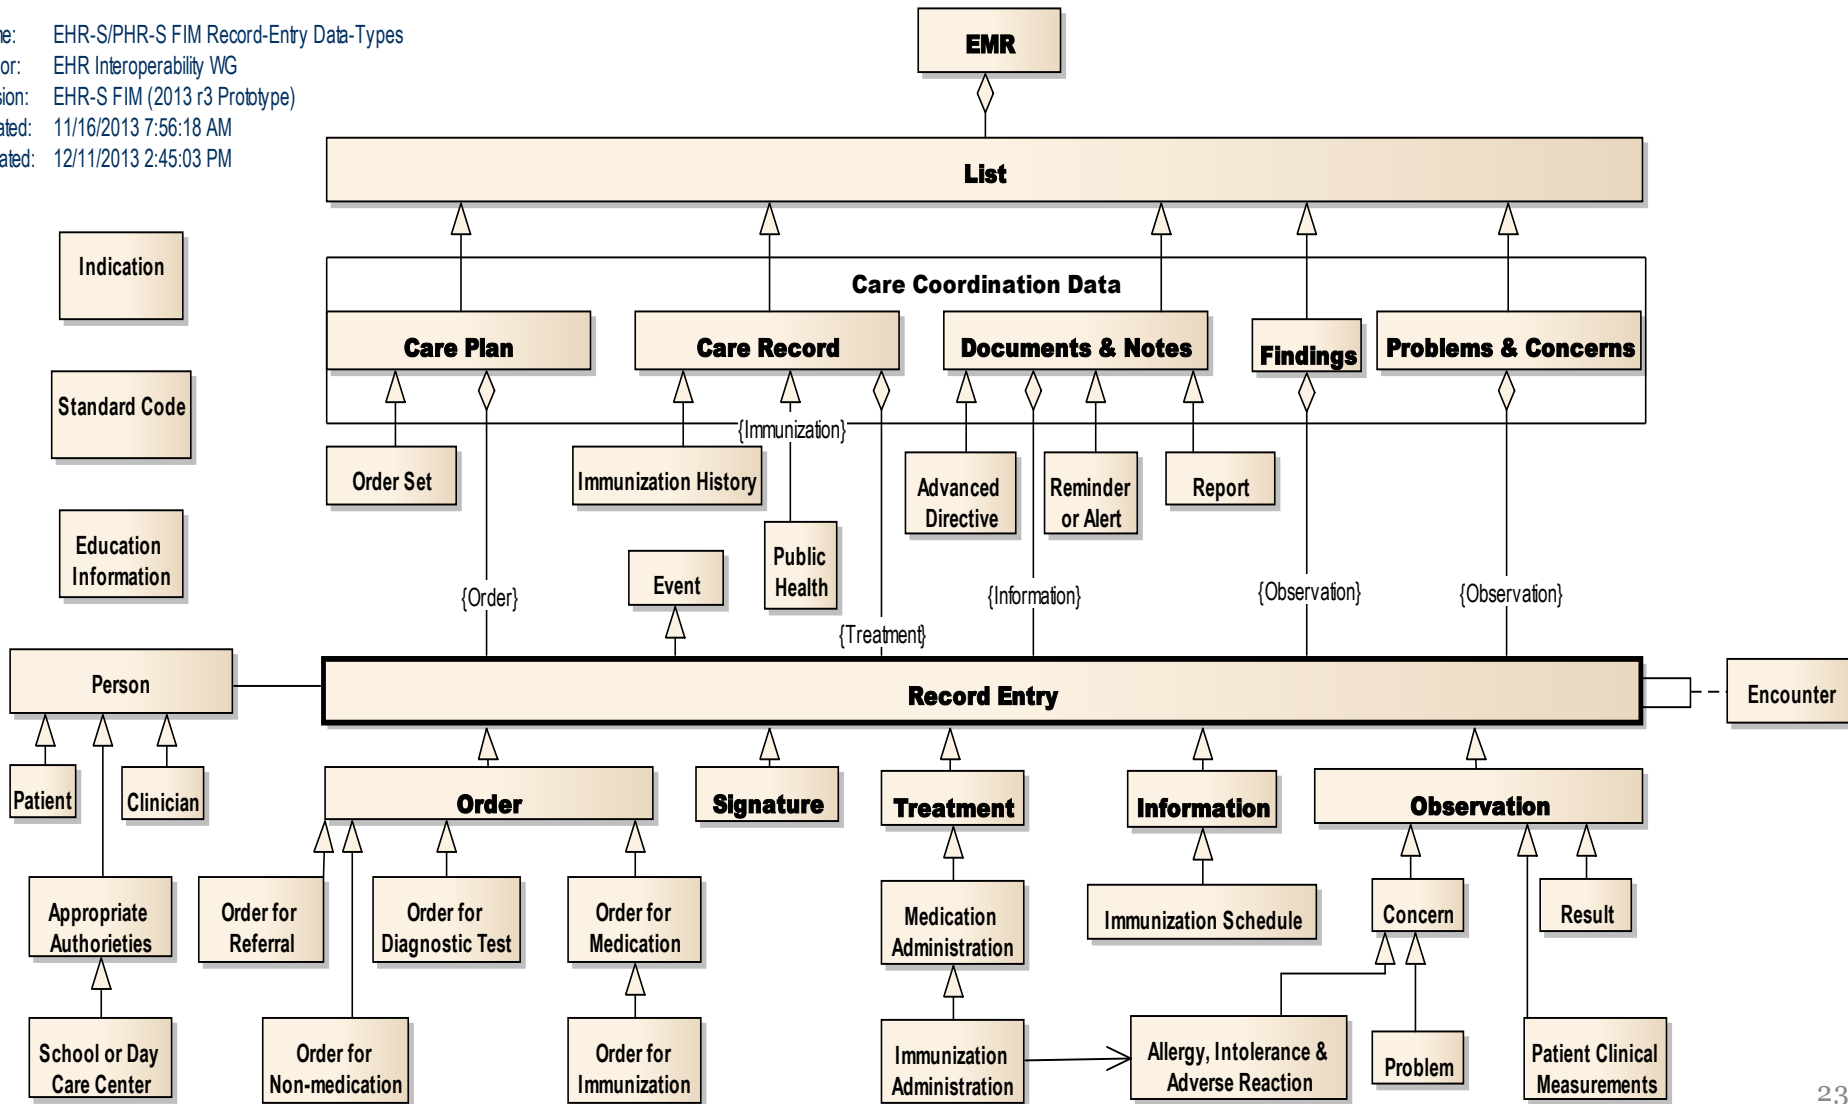 ne: EHR-S/PHR-S FIM Record-Entry Data-Types
or: EHR Interoperability WG
sion: EHR-S FIM (2013 r3 Prototype)
ated: 11/16/2013 7:56:18 AM
ated: 12/11/2013 2:45:03 PM
EMR
List
Indication
Standard Code
Education
Information
Care Coordination Data
Care Plan
Care Record
Documents & Notes
Findings
Problems & Concerns
{Immunization}
Order Set
Immunization History
Advanced
Directive
Reminder
or Alert
Report
Public
Health
Event
{Order}
{Treatment}
{Information}
{Observation}
{Observation}
Person
Record Entry
Encounter
Patient
Clinician
Order
Signature
Treatment
Information
Observation
Appropriate
Authorieties
Order for
Referral
Order for
Diagnostic Test
Order for
Medication
Medication
Administration
Immunization Schedule
Concern
Result
School or Day
Care Center
Order for
Non-medication
Order for
Immunization
Immunization
Administration
Allergy, Intolerance &
Adverse Reaction
Problem
Patient Clinical
Measurements
23